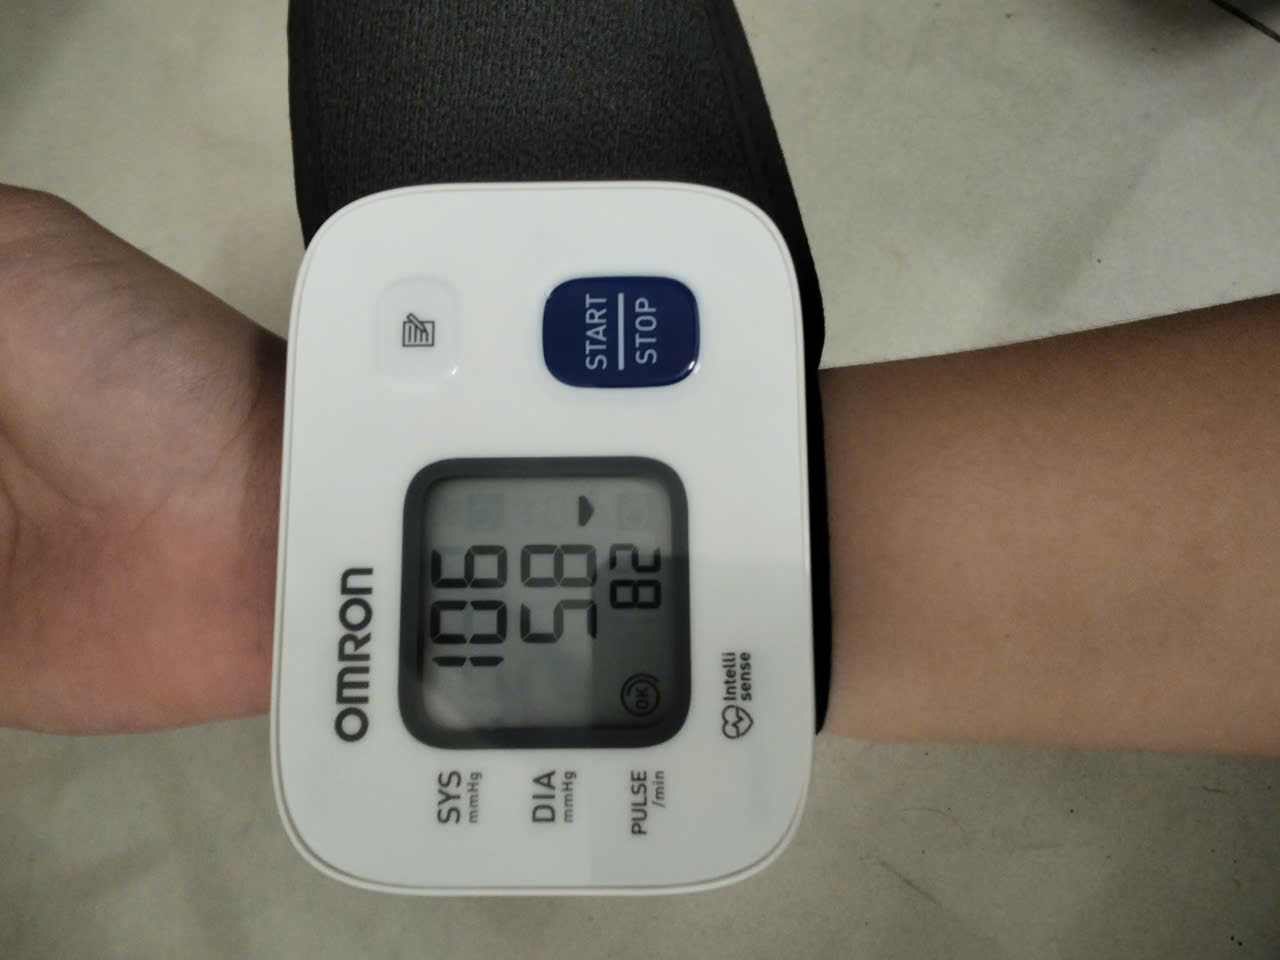 OMRON
SYS
mmHg
106
DIA
mmHg
58
PULSE
/min
OK
82
Intelli
sense
START
STOP